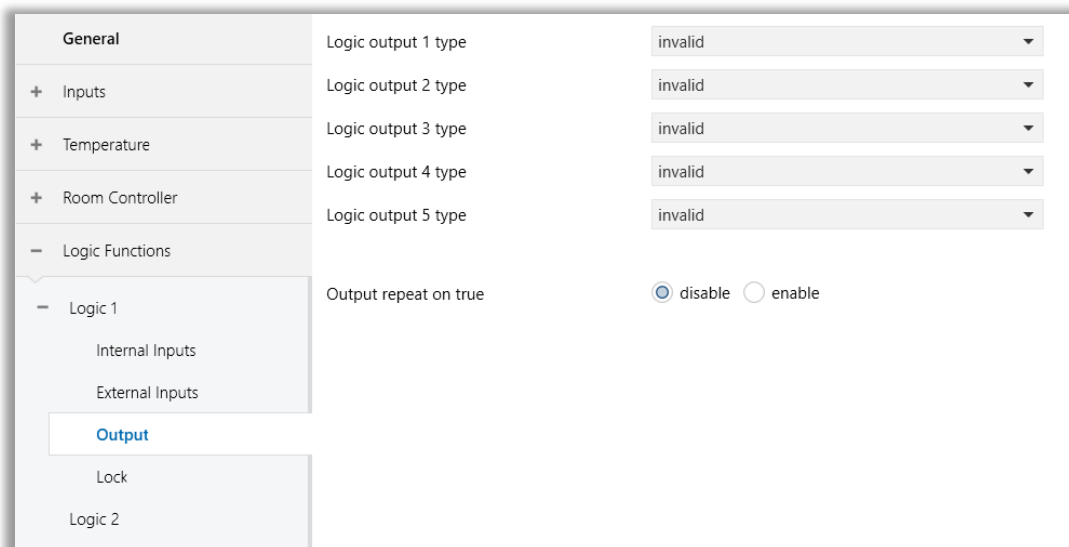 General
Inputs
Temperature
Room Controller
Logic Functions
Logic 1
Internal Inputs
External Inputs
Output
Lock
Logic 2
Logic output 1 type invalid
Logic output 2 type invalid
Logic output 3 type invalid
Logic output 4 type invalid
Logic output 5 type invalid
Output repeat on true disable enable